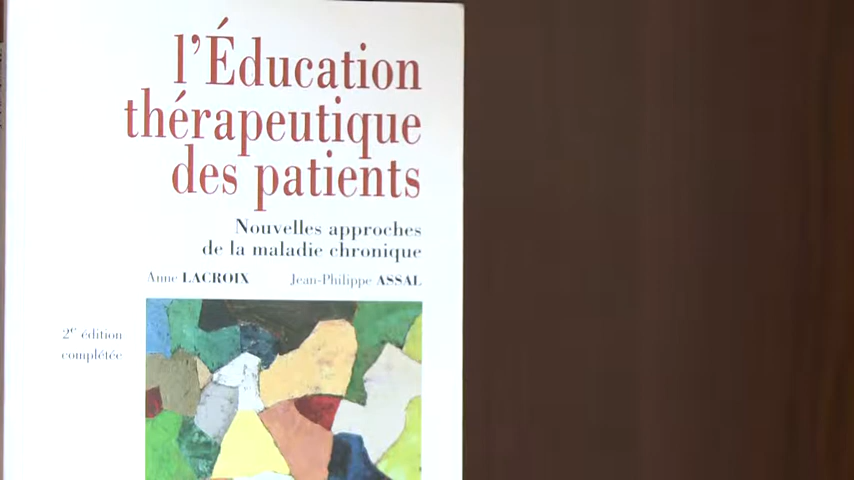 l'Éducation
thérapeutique
des patients
Nouvelles approches
de la maladie chronique
Anne LACROIX Jean-Philippe ASSAL
2e édition
complétée